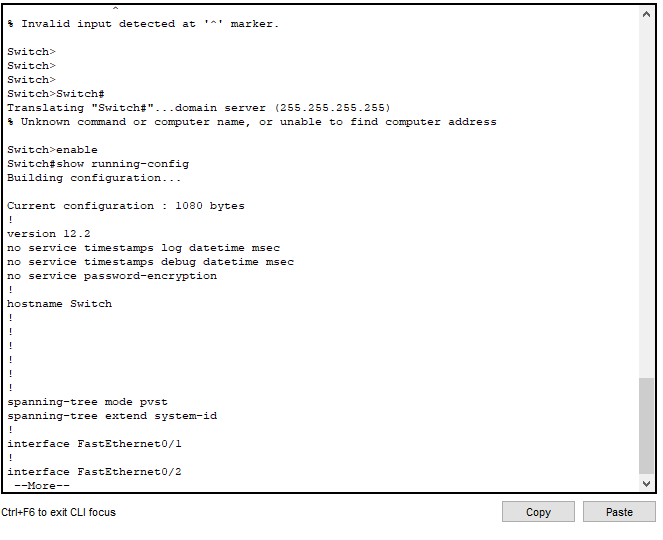 ^
% Invalid input detected at '^' marker.
Switch>
Switch>
Switch>
Switch>Switch#
Translating "Switch#"...domain server (255.255.255.255)
% Unknown command or computer name, or unable to find computer address
Switch>enable
Switch#show running-config
Building configuration...
Current configuration : 1080 bytes
!
version 12.2
no service timestamps log datetime msec
no service timestamps debug datetime msec
no service password-encryption
!
hostname Switch
!
!
!
!
!
!
spanning-tree mode pvst
spanning-tree extend system-id
!
interface FastEthernet0/1
!
interface FastEthernet0/2
--More--
Ctrl+F6 to exit CLI focus
Copy
Paste